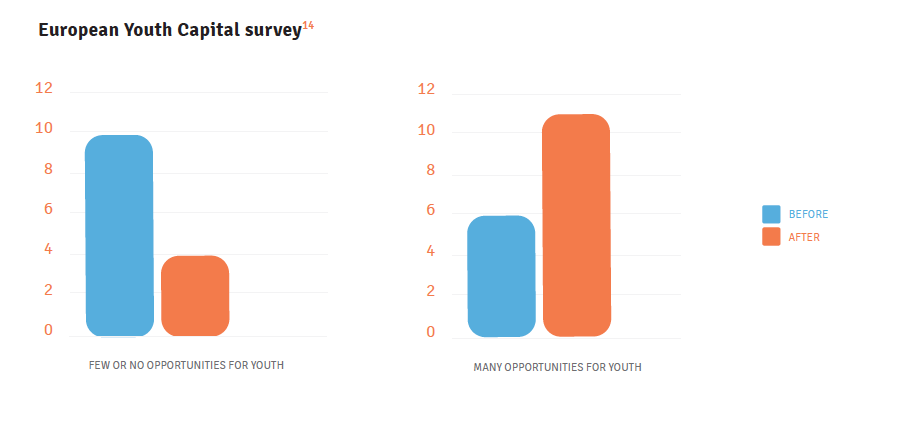 European Youth Capital survey14
12
10
8
6
4
2
0
FEW OR NO OPPORTUNITIES FOR YOUTH
12
10
8
6
4
2
0
MANY OPPORTUNITIES FOR YOUTH
BEFORE
AFTER